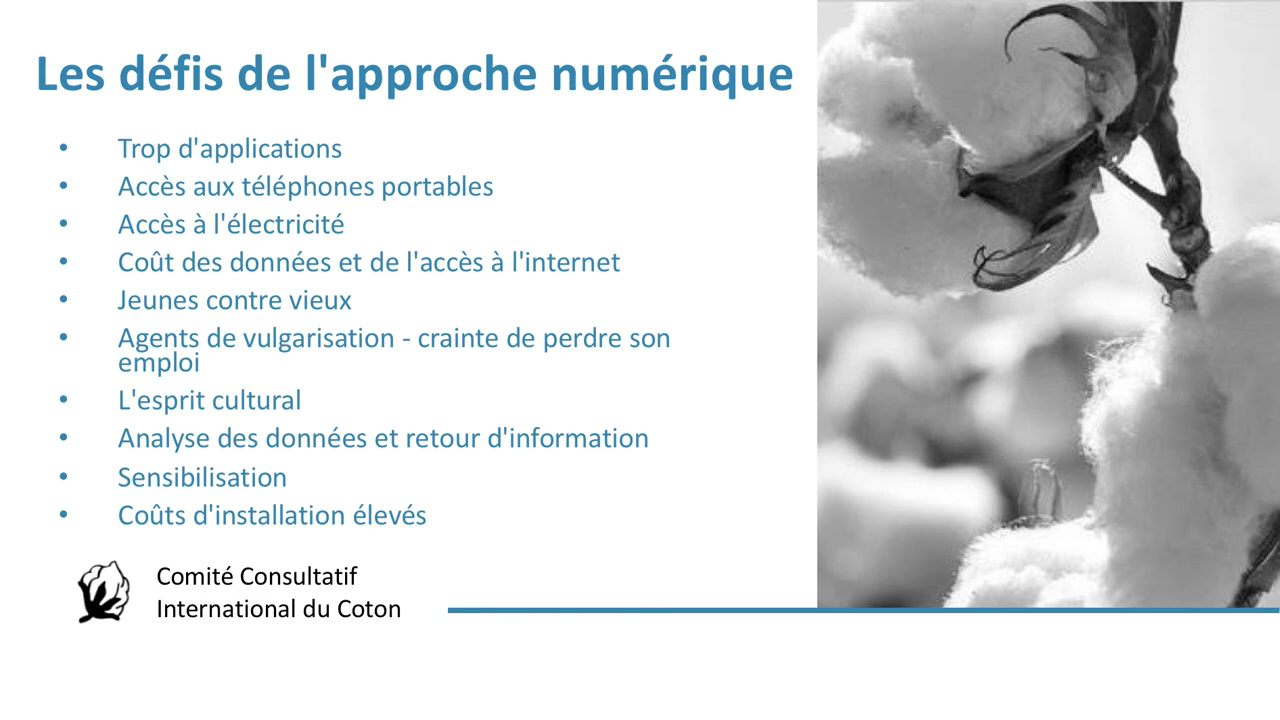 Les défis de l'approche numérique
• Trop d'applications
• Accès aux téléphones portables
• Accès à l'électricité
• Coût des données et de l'accès à l'internet
• Jeunes contre vieux
• Agents de vulgarisation - crainte de perdre son
emploi
• L'esprit cultural
• Analyse des données et retour d'information
• Sensibilisation
• Coûts d'installation élevés
Comité Consultatif
International du Coton